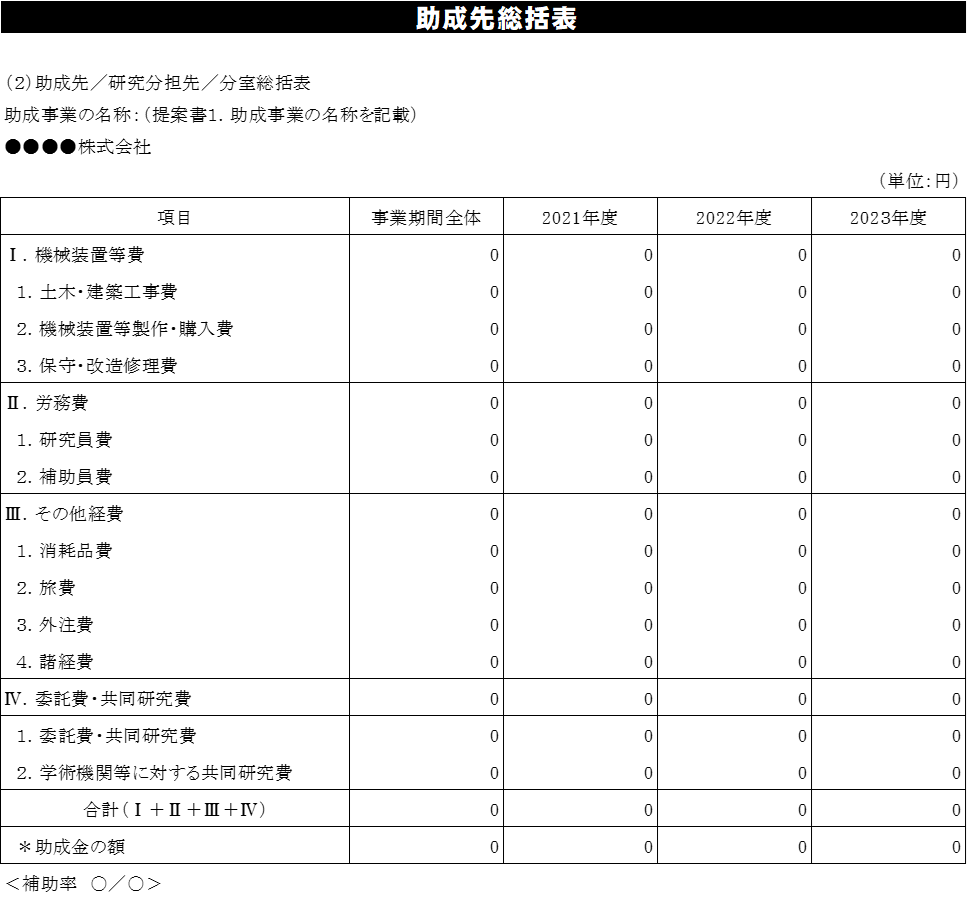 助成先総括表
（2）助成先／研究分担先／分室総括表
助成事業の名称：（提案書1．助成事業の名称を記載）
●●●●株式会社
（単位：円）
項目 事業期間全体 2021年度 2022年度 2023年度
Ⅰ．機械装置等費 0 0 0 0
1．土木・建築工事費 0 0 0 0
2．機械装置等製作・購入費 0 0 0 0
3．保守・改造修理費 0 0 0 0
Ⅱ．労務費 0 0 0 0
1．研究員費 0 0 0 0
2．補助員費 0 0 0 0
Ⅲ．その他経費 0 0 0 0
1．消耗品費 0 0 0 0
2．旅費 0 0 0 0
3．外注費 0 0 0 0
4．諸経費 0 0 0 0
Ⅳ．委託費・共同研究費 0 0 0 0
1．委託費・共同研究費 0 0 0 0
2．学術機関等に対する共同研究費 0 0 0 0
合計（Ⅰ＋Ⅱ＋Ⅲ＋Ⅳ） 0 0 0 0
＊助成金の額 0 0 0 0
＜補助率　○／○＞